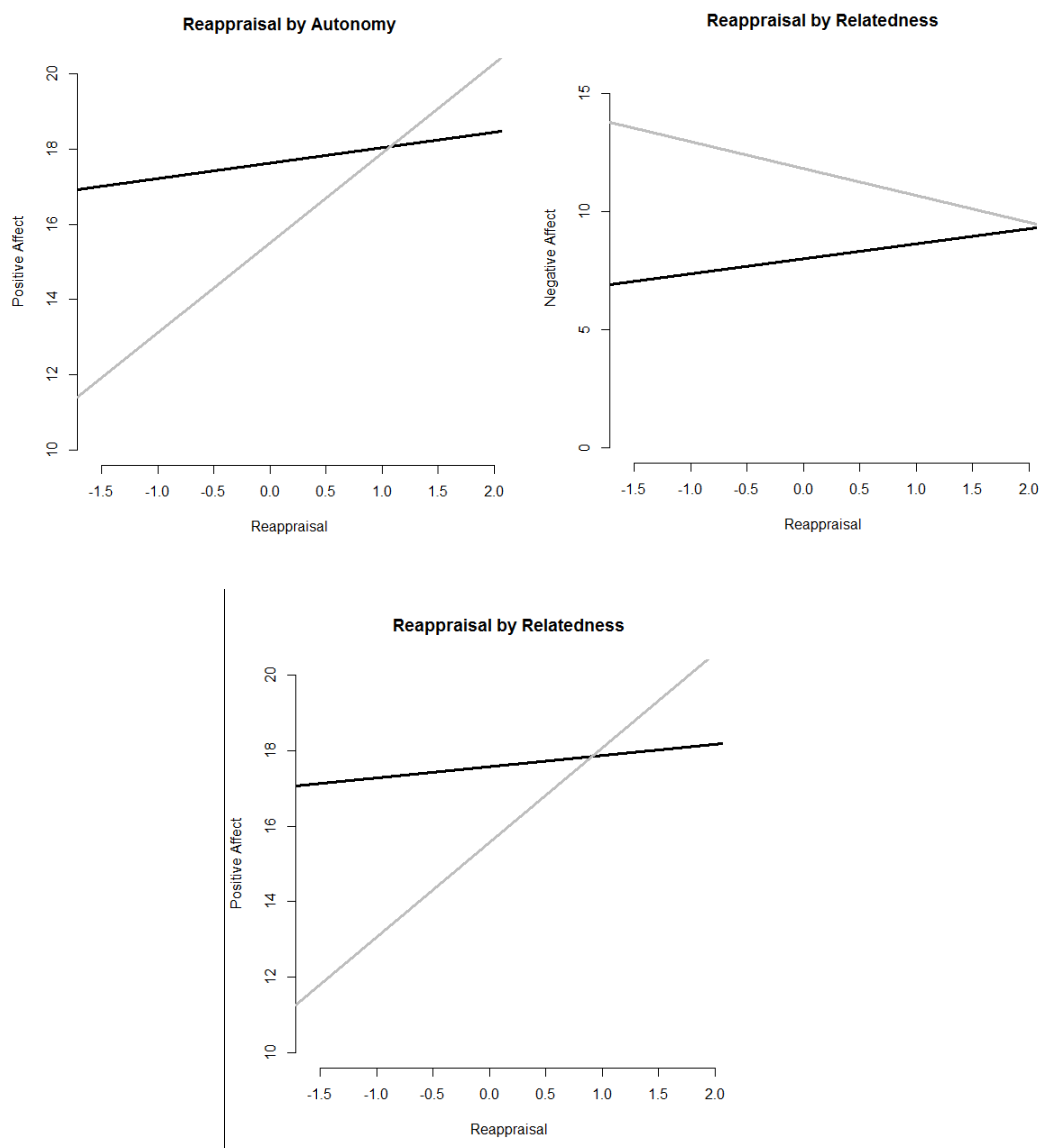 Reappraisal by Autonomy
Positive Affect
20
18
16
14
12
10
-1.5 -1.0 -0.5 0.0 0.5 1.0 1.5 2.0
Reappraisal
Reappraisal by Relatedness
Negative Affect
15
10
5
0
-1.5 -1.0 -0.5 0.0 0.5 1.0 1.5 2.0
Reappraisal
Reappraisal by Relatedness
Positive Affect
20
18
16
14
12
10
-1.5 -1.0 -0.5 0.0 0.5 1.0 1.5 2.0
Reappraisal